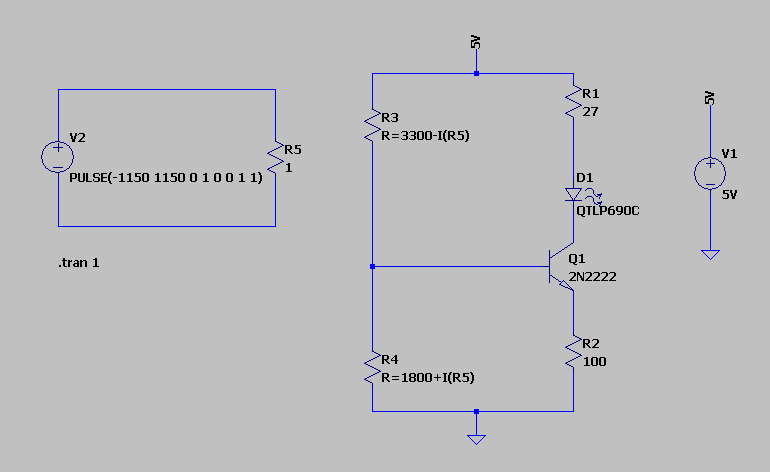 V2
PULSE(-1150 1150 0 1 0 0 1 1)
R5
1
.tran 1
5V
R3
R=3300-I(R5)
R1
27
D1
QTLP690C
Q1
2N2222
R4
R=1800+I(R5)
R2
100
5V
V1
5V